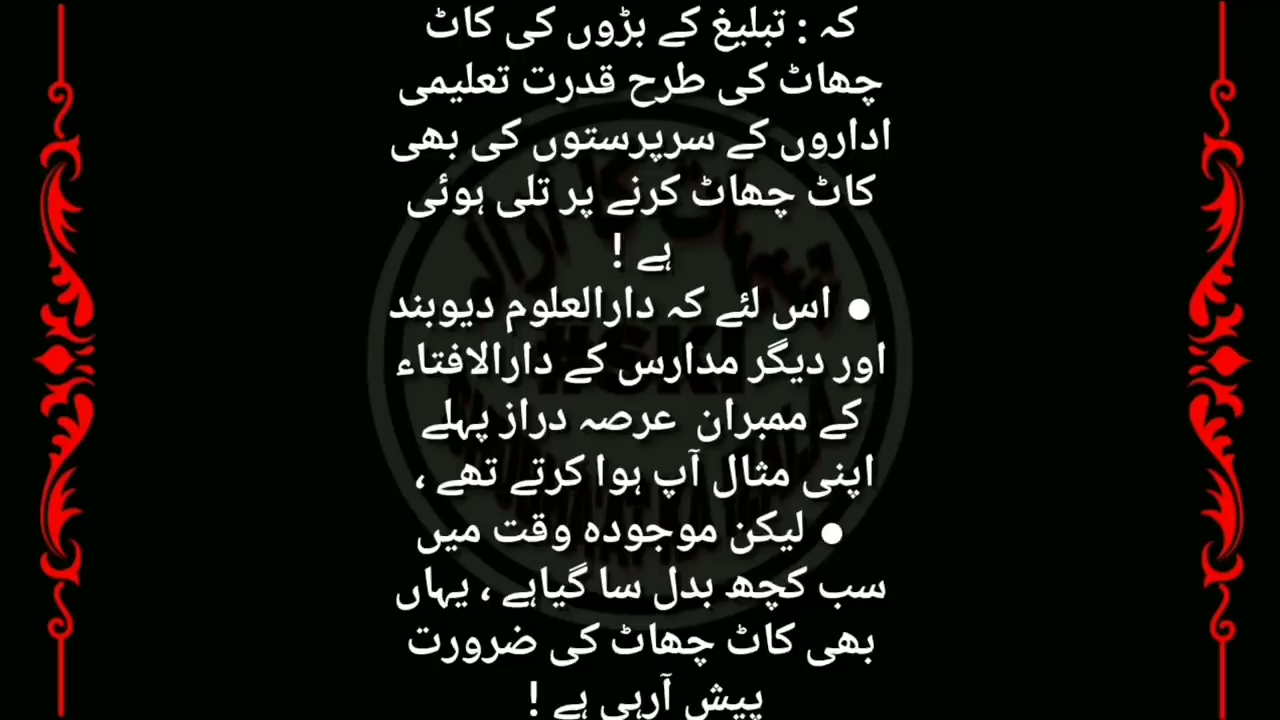 کہ : تبلیغ کے بڑوں کی کاٹ
چھاٹ کی طرح قدرت تعلیمی
اداروں کے سرپرستوں کی بھی
کاٹ چھاٹ کرنے پر تلی ہوئی
ہے !
● اس لئے کہ دارالعلوم دیوبند
اور دیگر مدارس کے دارالافتاء
کے ممبران عرصہ دراز پہلے
اپنی مثال آپ ہوا کرتے تھے ،
● لیکن موجودہ وقت میں
سب کچھ بدل سا گیاہے ، یہاں
بھی کاٹ چھاٹ کی ضرورت
پیش آرہی ہے !